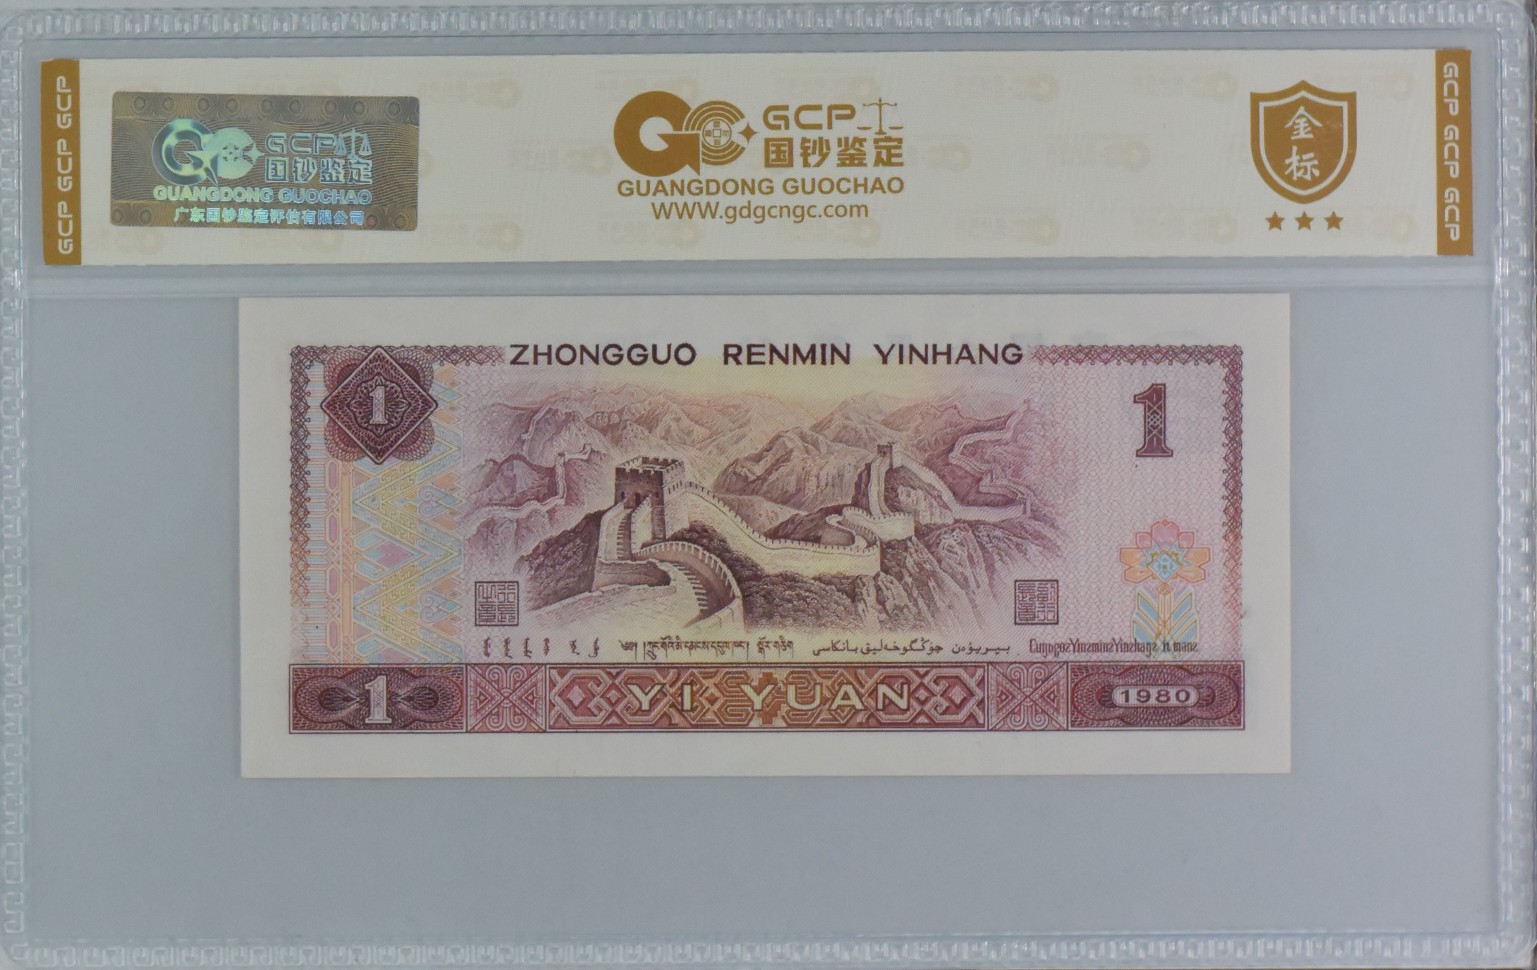 GCP GCP GCP
GCP
国钞鉴定
GUANGDONG GUOCHAO
广东国钞鉴定评估有限公司
GCP
国钞鉴定
GUANGDONG GUOCHAO
WWW.gdgcngc.com
金标
GCP GCP GCP
ZHONGGUO RENMIN YINHANG
1
1
1 YI YUAN 1980